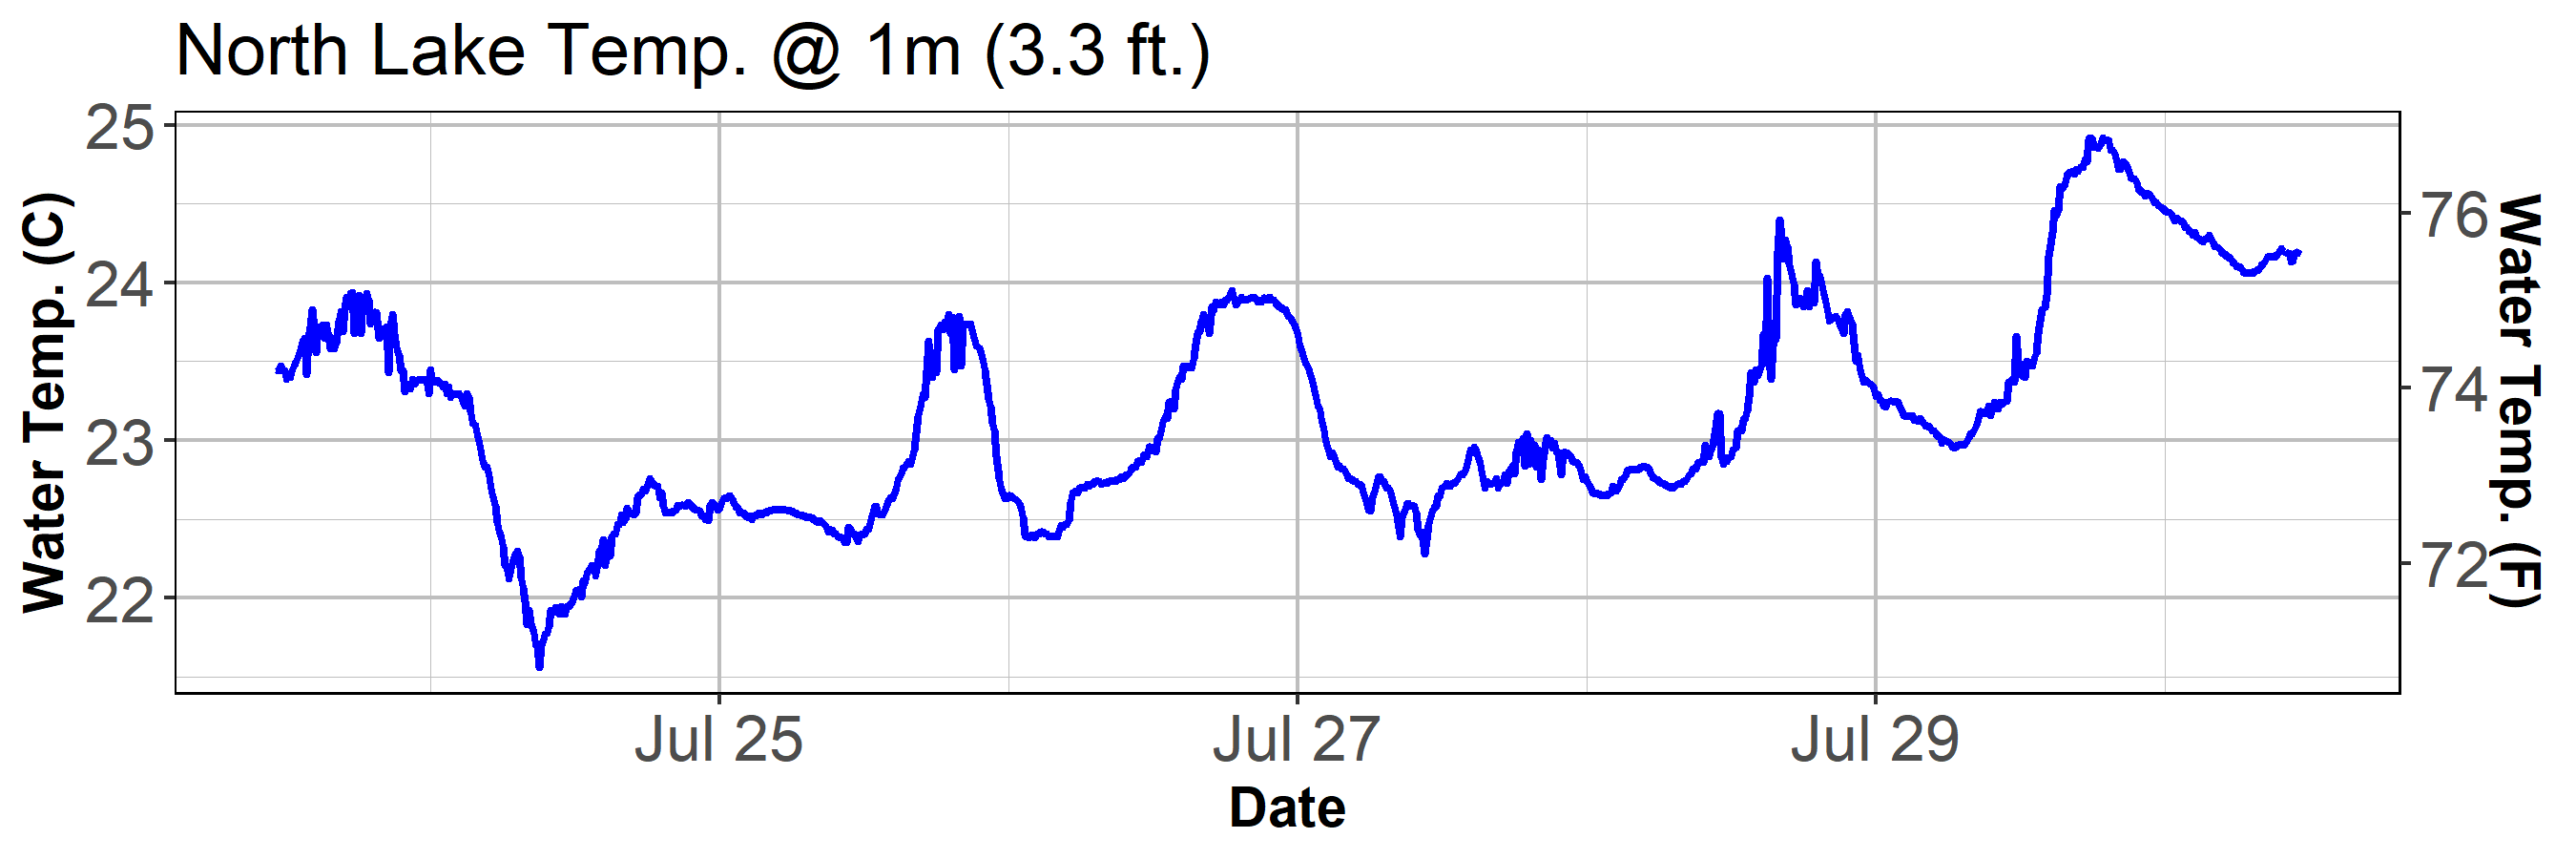 North Lake Temp. @ 1m (3.3 ft.)
Water Temp. (C)
25
24
23
22
76
74
72
Water Temp. (F)
Jul 25
Jul 27
Jul 29
Date